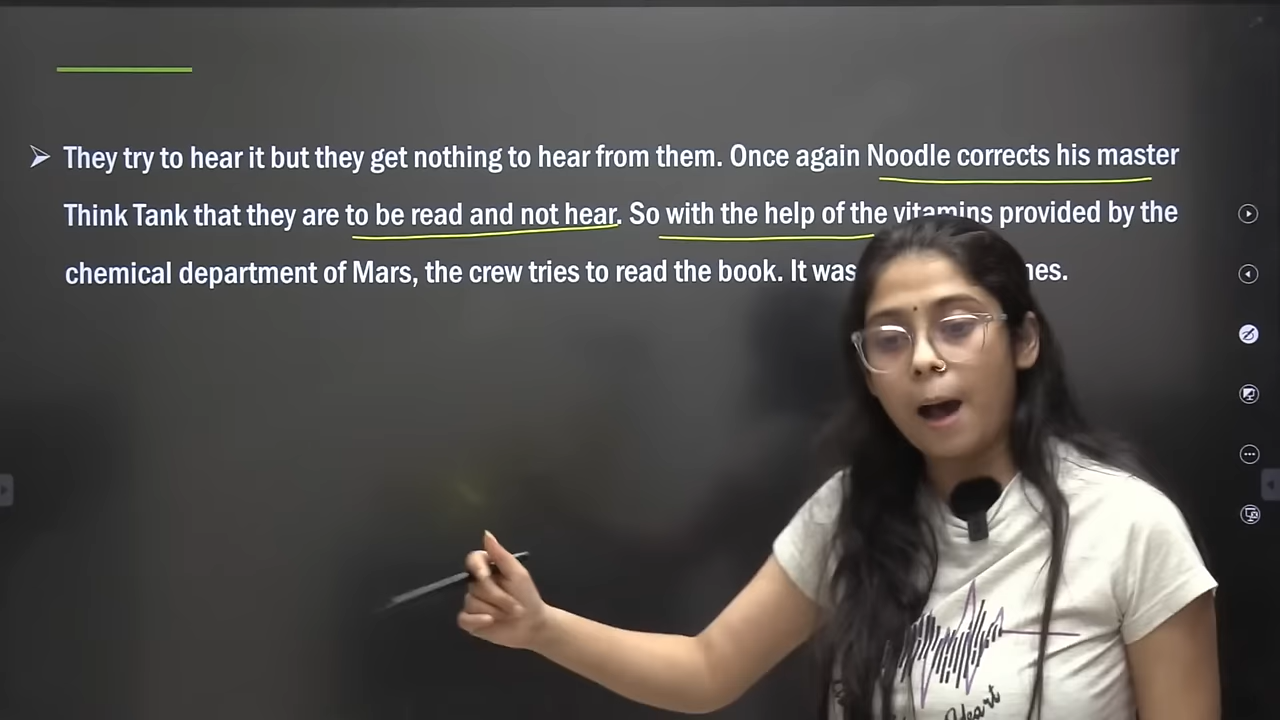 They try to hear it but they get nothing to hear from them. Once again Noodle corrects his master
Think Tank that they are to be read and not hear. So with the help of the vitamins provided by the
chemical department of Mars, the crew tries to read the book. It was
Heart